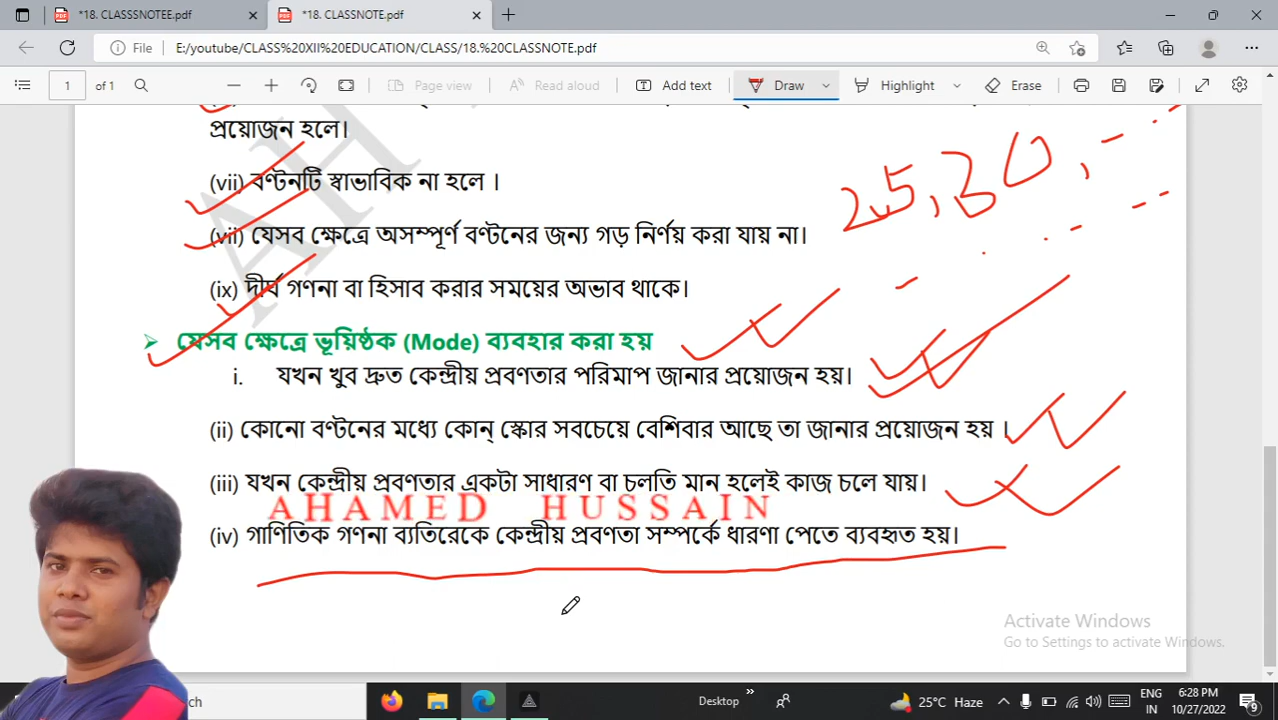 *18. CLASSSNOTEE.pdf
*18. CLASSNOTE.pdf
File E:/youtube/CLASS%20XII%20EDUCATION/CLASS/18.%20CLASSNOTE.pdf
1 of 1 Page view Read aloud Add text Draw Highlight Erase
প্রয়োজন হলে।
(vii) বণ্টনটি স্বাভাবিক না হলে ।
(vii) যেসব ক্ষেত্রে অসম্পূর্ণ বণ্টনের জন্য গড় নির্ণয় করা যায় না।
25, 30, - - -
(ix) দীর্ঘ গণনা বা হিসাব করার সময়ের অভাব থাকে।
➢ যেসব ক্ষেত্রে ভূয়িষ্ঠক (Mode) ব্যবহার করা হয়
i. যখন খুব দ্রুত কেন্দ্রীয় প্রবণতার পরিমাপ জানার প্রয়োজন হয়।
(ii) কোনো বণ্টনের মধ্যে কোন্ স্কোর সবচেয়ে বেশিবার আছে তা জানার প্রয়োজন হয় ।
(iii) যখন কেন্দ্রীয় প্রবণতার একটা সাধারণ বা চলতি মান হলেই কাজ চলে যায়।
AHAMED HUSSAIN
(iv) গাণিতিক গণনা ব্যতিরেকে কেন্দ্রীয় প্রবণতা সম্পর্কে ধারণা পেতে ব্যবহৃত হয়।
Activate Windows
Go to Settings to activate Windows.
ch Desktop 25°C Haze ENG 6:28 PM
IN 10/27/2022 9